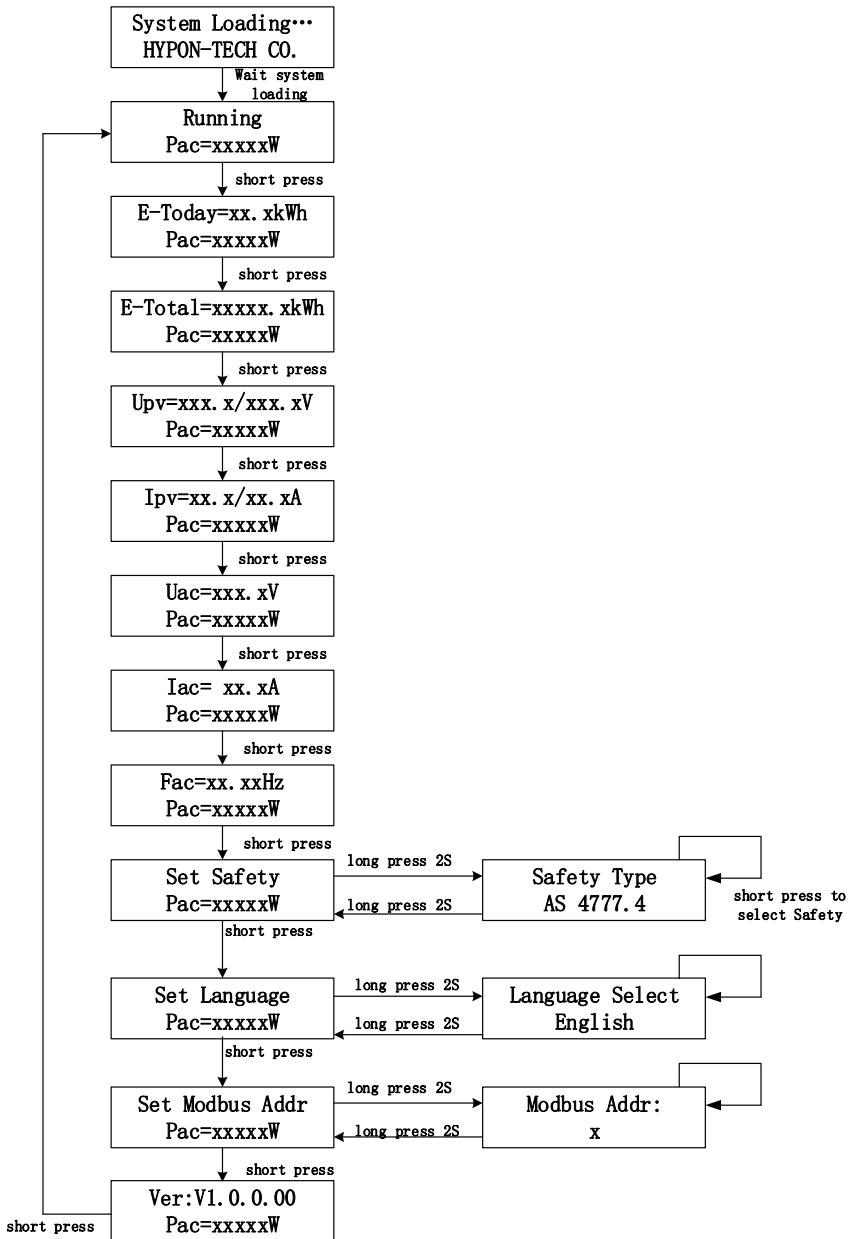 System Loading…
HYPON-TECH CO.
Wait system
loading
Running
Pac=xxxxxW
short press
E-Today=xx.xkWh
Pac=xxxxxW
short press
E-Total=xxxxx.xkWh
Pac=xxxxxW
short press
Upv=xxx.x/xxx.xV
Pac=xxxxxW
short press
Ipv=xx.x/xx.xA
Pac=xxxxxW
short press
Uac=xxx.xV
Pac=xxxxxW
short press
Iac= xx.xA
Pac=xxxxxW
short press
Fac=xx.xxHz
Pac=xxxxxW
short press
Set Safety
Pac=xxxxxW
long press 2S
long press 2S
Safety Type
AS 4777.4
short press to
select Safety
short press
Set Language
Pac=xxxxxW
long press 2S
long press 2S
Language Select
English
short press
Set Modbus Addr
Pac=xxxxxW
long press 2S
long press 2S
Modbus Addr:
x
short press
Ver:V1.0.0.00
Pac=xxxxxW
short press